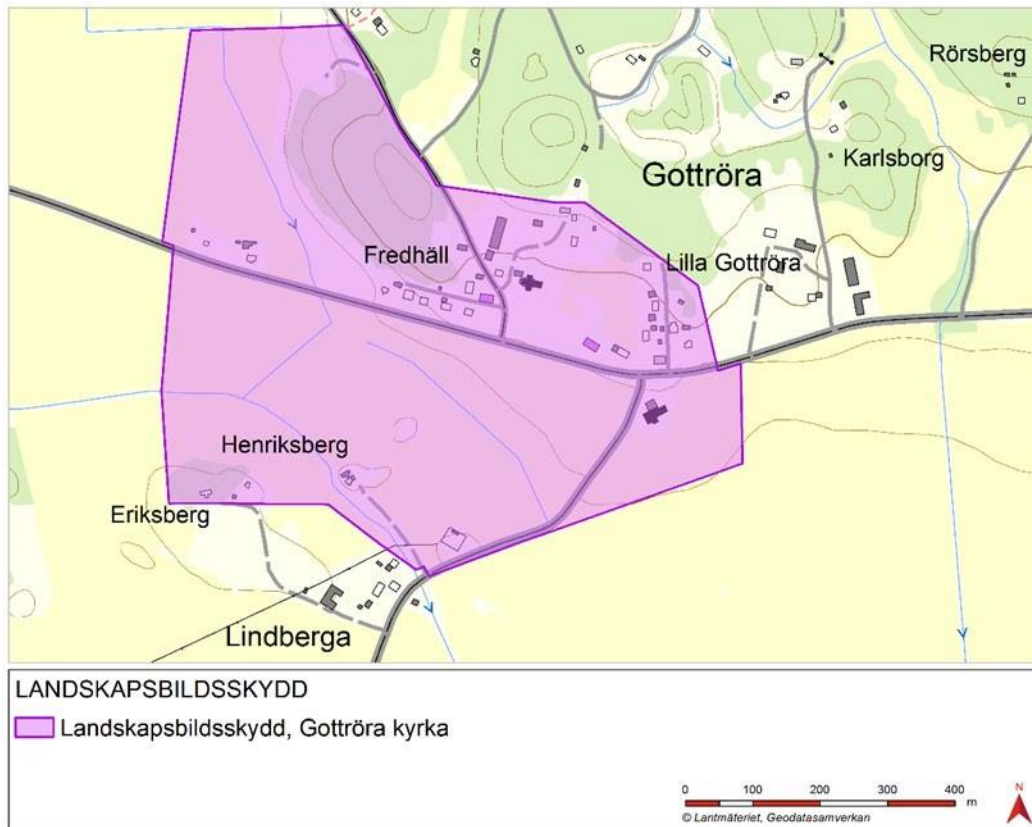 Rörsberg
Karlsborg
Gottröra
Fredhäll
Lilla Gottröra
Henriksberg
Eriksberg
Lindberga
LANDSKAPSBILDSSKYDD
Landskapsbildsskydd, Gottröra kyrka
0 100 200 300 400
m
N
© Lantmäteriet, Geodatasamverkan